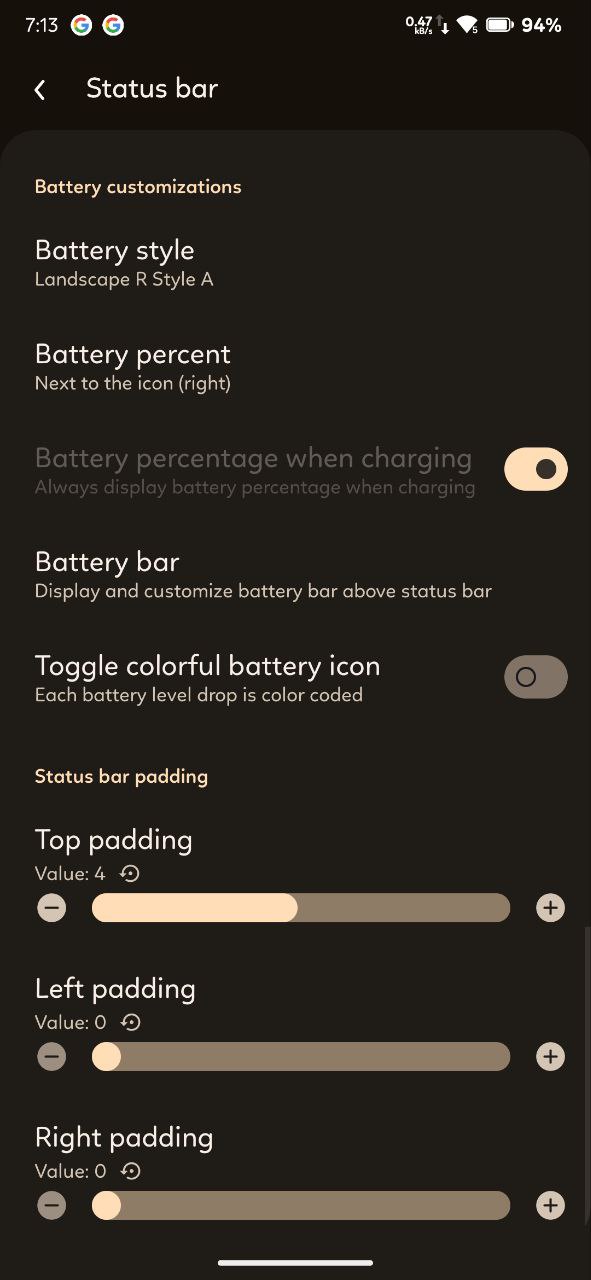 7:13 0.47 kB/s 5 94%
Status bar
Battery customizations
Battery style
Landscape R Style A
Battery percent
Next to the icon (right)
Battery percentage when charging
Always display battery percentage when charging
Battery bar
Display and customize battery bar above status bar
Toggle colorful battery icon
Each battery level drop is color coded
Status bar padding
Top padding
Value: 4
Left padding
Value: 0
Right padding
Value: 0